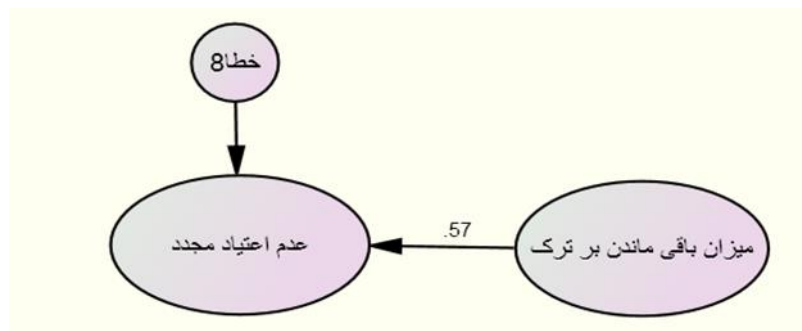 خطا8
.57
میزان باقی ماندن بر ترک
عدم اعتیاد مجدد